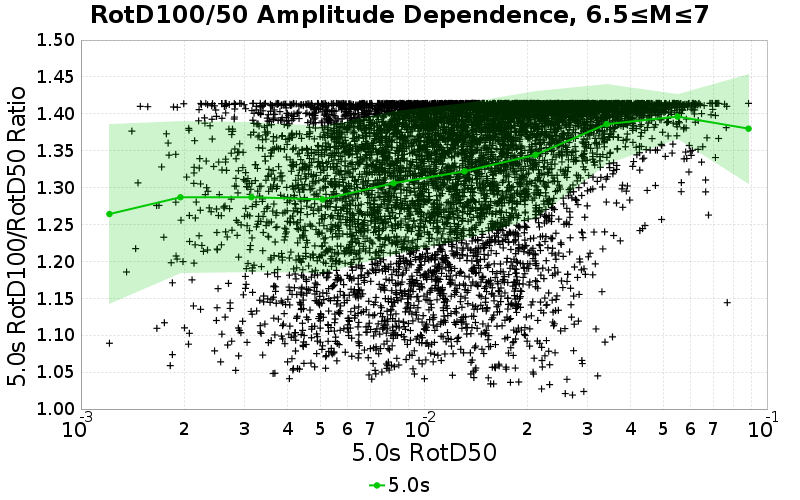 RotD100/50 Amplitude Dependence, 6.5≤M≤7
5.0s RotD100/RotD50 Ratio
1.50
1.45
1.40
1.35
1.30
1.25
1.20
1.15
1.10
1.05
1.00
10-3 2 3 4 5 6 7 10-2 2 3 4 5 6 7 10-1
5.0s RotD50
5.0s